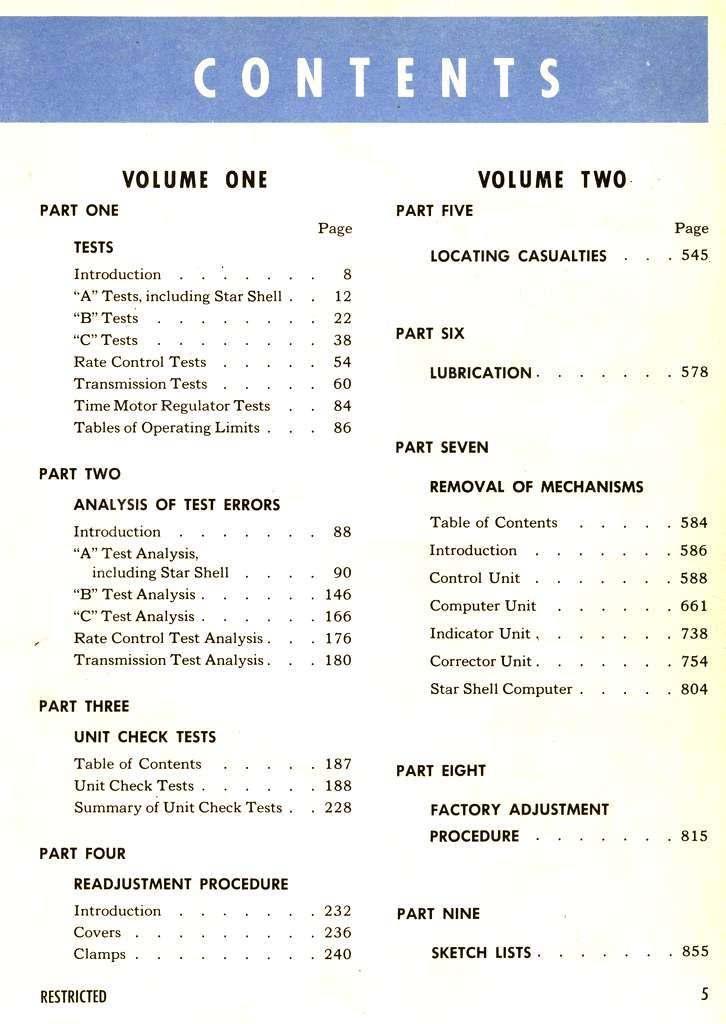 CONTENTS
VOLUME ONE
PART ONE
Page
TESTS
Introduction . . . . . . . 8
"A" Tests, including Star Shell . . 12
"B" Tests . . . . . . . . 22
"C" Tests . . . . . . . . 38
Rate Control Tests . . . . . 54
Transmission Tests . . . . . 60
Time Motor Regulator Tests . . 84
Tables of Operating Limits . . . 86
PART TWO
ANALYSIS OF TEST ERRORS
Introduction . . . . . . . 88
"A" Test Analysis,
including Star Shell . . . . 90
"B" Test Analysis . . . . . . 146
"C" Test Analysis . . . . . . 166
Rate Control Test Analysis . . . 176
Transmission Test Analysis . . . 180
PART THREE
UNIT CHECK TESTS
Table of Contents . . . . . 187
Unit Check Tests . . . . . . 188
Summary of Unit Check Tests . . 228
PART FOUR
READJUSTMENT PROCEDURE
Introduction . . . . . . . 232
Covers . . . . . . . . . 236
Clamps . . . . . . . . . 240
VOLUME TWO
PART FIVE
Page
LOCATING CASUALTIES . . . 545
PART SIX
LUBRICATION . . . . . . . 578
PART SEVEN
REMOVAL OF MECHANISMS
Table of Contents . . . . . 584
Introduction . . . . . . . 586
Control Unit . . . . . . . 588
Computer Unit . . . . . . 661
Indicator Unit . . . . . . . 738
Corrector Unit . . . . . . . 754
Star Shell Computer . . . . . 804
PART EIGHT
FACTORY ADJUSTMENT
PROCEDURE . . . . . . . 815
PART NINE
SKETCH LISTS . . . . . . . 855
RESTRICTED
5